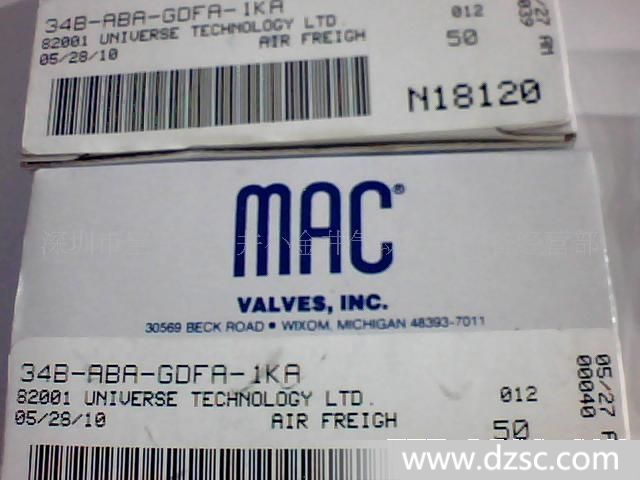 34B-ABA-GDFA-1KA
82001 UNIVERSE TECHNOLOGY LTD
012
05/28/10
AIR FREIGH
50
N18120
MAC®
VALVES, INC.
30569 BECK ROAD • WIXOM, MICHIGAN 48393-7011
34B-ABA-GDFA-1KA
82001 UNIVERSE TECHNOLOGY LTD.
012
05/28/10
AIR FREIGH
50
05/27
00040
www.dzsc.com